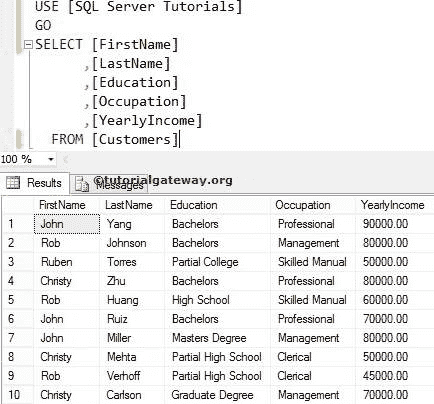 USE [SQL Server Tutorials]
GO
SELECT [FirstName]
,[LastName]
,[Education]
,[Occupation]
,[YearlyIncome]
FROM [Customers]
100 %
Results Messages ©tutorialgateway.org
FirstName LastName Education Occupation YearlyIncome
1 John Yang Bachelors Professional 90000.00
2 Rob Johnson Bachelors Management 80000.00
3 Ruben Torres Partial College Skilled Manual 50000.00
4 Christy Zhu Bachelors Professional 80000.00
5 Rob Huang High School Skilled Manual 60000.00
6 John Ruiz Bachelors Professional 70000.00
7 John Miller Masters Degree Management 80000.00
8 Christy Mehta Partial High School Clerical 50000.00
9 Rob Verhoff Partial High School Clerical 45000.00
10 Christy Carlson Graduate Degree Management 70000.00